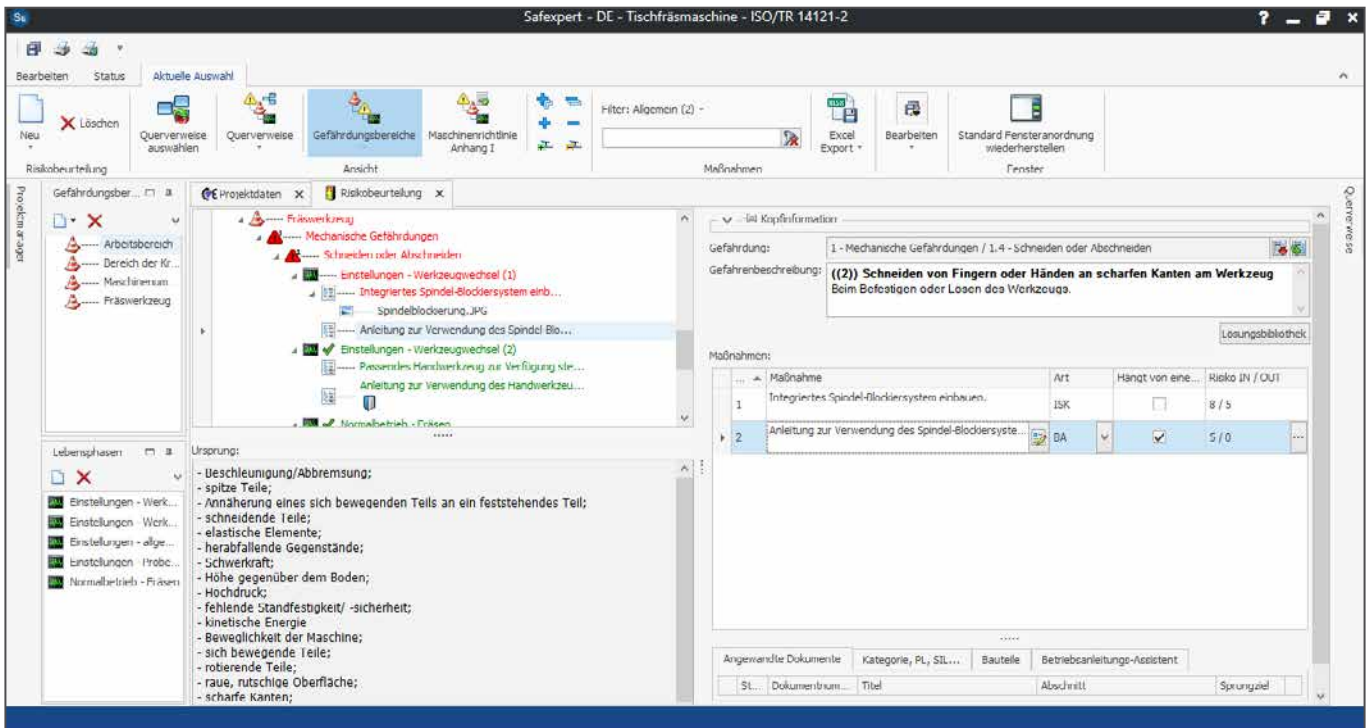 Se
Safexpert - DE - Tischfräsmaschine - ISO/TR 14121-2
Bearbeiten Status Aktuelle Auswahl
Neu
Löschen
Querverweise auswählen
Querverweise
Gefährdungsbereiche
Maschinenrichtlinie Anhang I
Filter: Allgemein (2)
Excel Export
Bearbeiten
Standard Fensteranordnung wiederherstellen
Risikobeurteilung Ansicht Maßnahmen Fenster
Projektmanager
Gefährdungsber...
Arbeitsbereich
Bereich der Kr...
Maschinenum
Fräswerkzeug
Lebensphasen
Einstellungen - Werk...
Einstellungen - Werk...
Einstellungen - allge...
Einstellungen - Probe...
Normalbetrieb - Fräsen
Projektdaten x Risikobeurteilung x
Fräswerkzeug
Mechanische Gefährdungen
Schneiden oder Abschneiden
Einstellungen - Werkzeugwechsel (1)
Integriertes Spindel-Blockiersystem einb...
Spindelblockierung.JPG
Anleitung zur Verwendung des Spindel-Blo...
Einstellungen - Werkzeugwechsel (2)
Passendes Handwerkzeug zur Verfügung ste...
Anleitung zur Verwendung des Handwerkzeu...
Normalbetrieb - Fräsen
Ursprung:
- Beschleunigung/Abbremsung;
- spitze Teile;
- Annäherung eines sich bewegenden Teils an ein feststehendes Teil;
- schneidende Teile;
- elastische Elemente;
- herabfallende Gegenstände;
- Schwerkraft;
- Höhe gegenüber dem Boden;
- Hochdruck;
- fehlende Standfestigkeit/ -sicherheit;
- kinetische Energie
- Beweglichkeit der Maschine;
- sich bewegende Teile;
- rotierende Teile;
- raue, rutschige Oberfläche;
- scharfe Kanten;
Kopfinformation
Gefährdung: 1 - Mechanische Gefährdungen / 1.4 - Schneiden oder Abschneiden
Gefahrenbeschreibung: ((2)) Schneiden von Fingern oder Händen an scharfen Kanten am Werkzeug
Beim Befestigen oder Lösen des Werkzeugs.
Lösungsbibliothek
Maßnahmen:
... Maßnahme Art Hängt von eine... Risiko IN / OUT
1 Integriertes Spindel-Blockiersystem einbauen. ISK 8 / 5
2 Anleitung zur Verwendung des Spindel-Blockiersyste... BA 5 / 0 ...
Angewandte Dokumente Kategorie, PL, SIL... Bauteile Betriebsanleitungs-Assistent
St... Dokumentnum... Titel Abschnitt Sprungziel
Querverweise